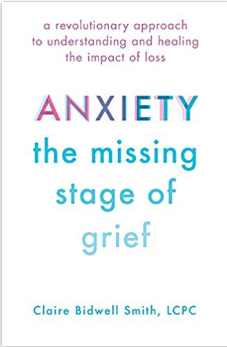 a revolutionary approach
to understanding and healing
the impact of loss
ANXIETY
the missing
stage of
grief
Claire Bidwell Smith, LCPC